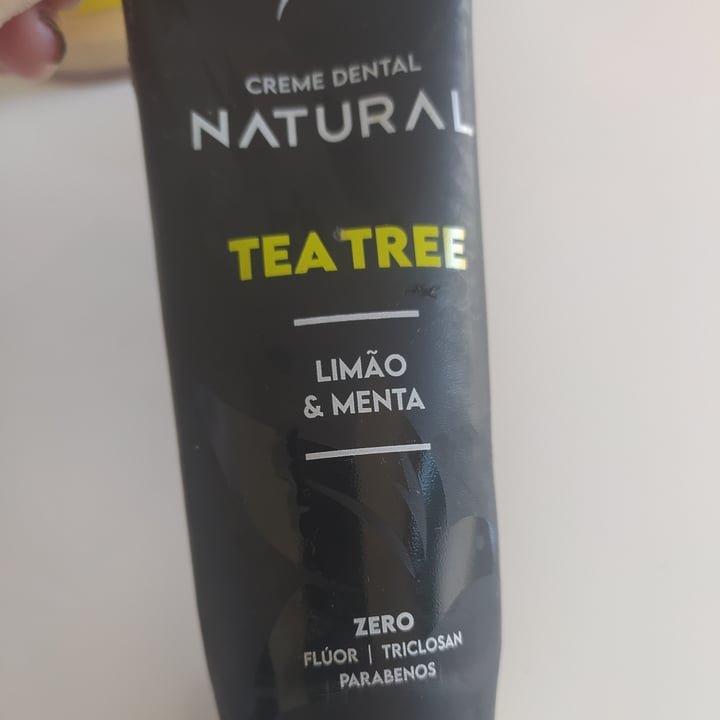 CREME DENTAL
NATURAL
TEA TREE
LIMÃO
& MENTA
ZERO
FLÚOR | TRICLOSAN
PARABENOS